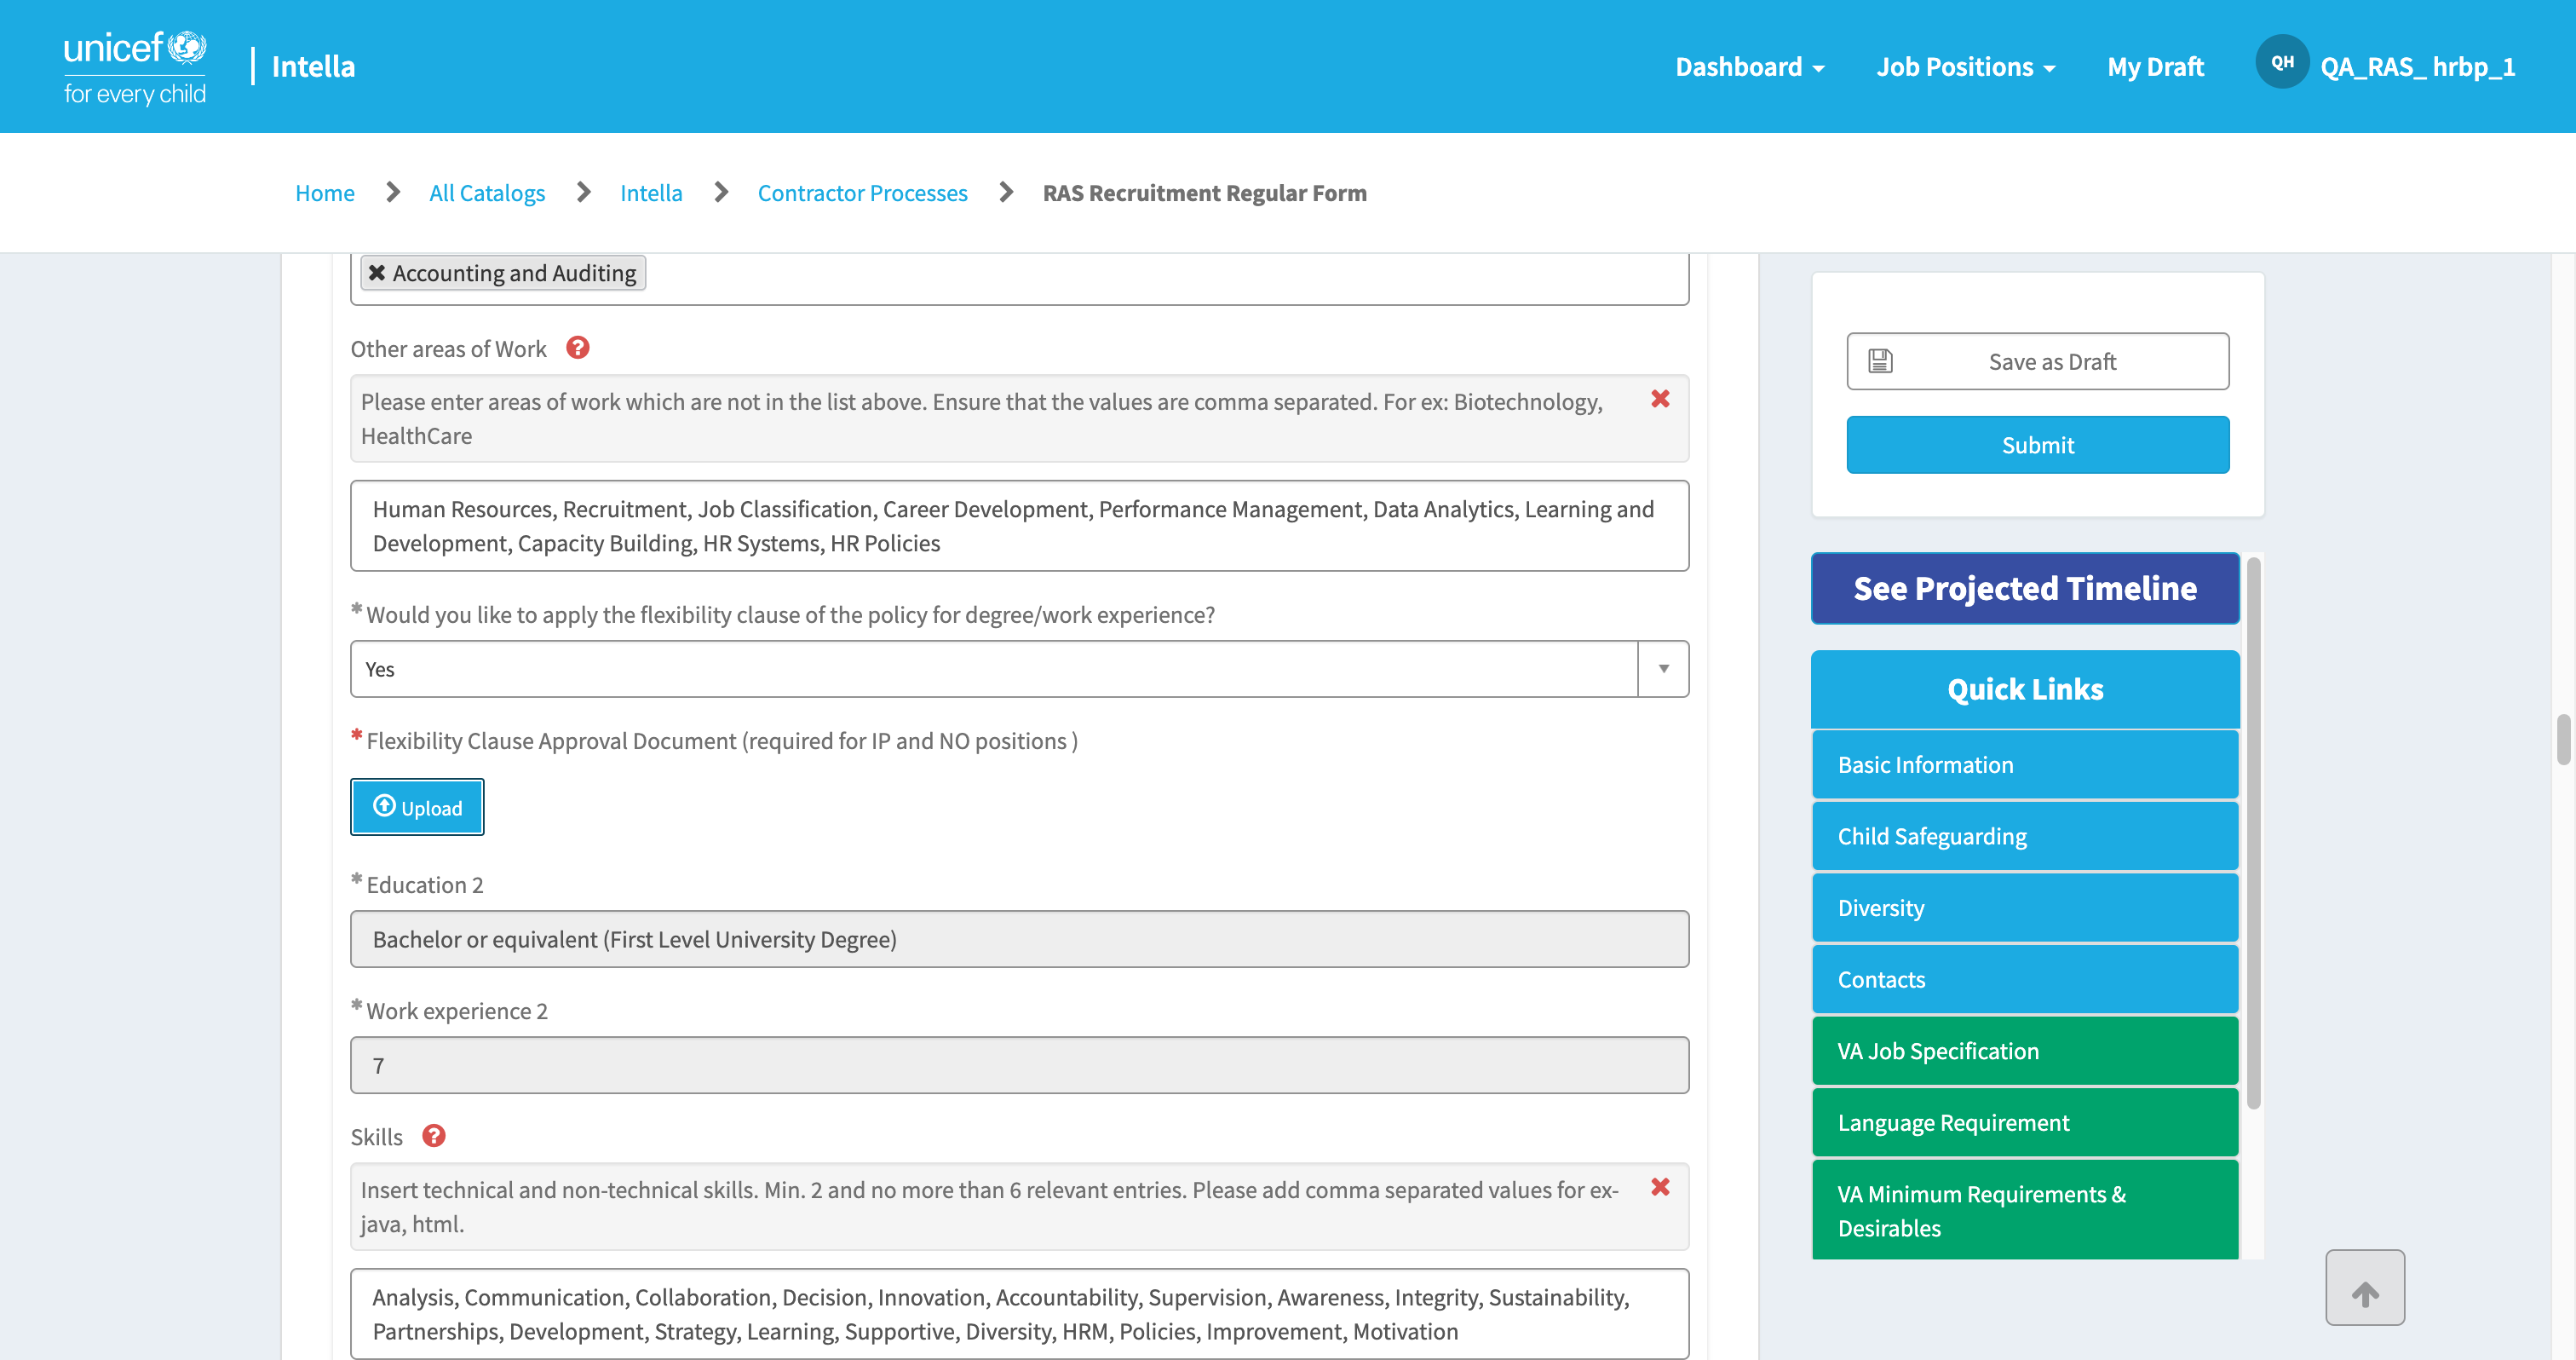 unicef
for every child
Intella
Dashboard
Job Positions
My Draft
QH
QA_RAS_ hrbp_1
Home
All Catalogs
Intella
Contractor Processes
RAS Recruitment Regular Form
✖ Accounting and Auditing
Other areas of Work ?
Please enter areas of work which are not in the list above. Ensure that the values are comma separated. For ex: Biotechnology,
HealthCare
Human Resources, Recruitment, Job Classification, Career Development, Performance Management, Data Analytics, Learning and
Development, Capacity Building, HR Systems, HR Policies
* Would you like to apply the flexibility clause of the policy for degree/work experience?
Yes
* Flexibility Clause Approval Document (required for IP and NO positions )
Upload
* Education 2
Bachelor or equivalent (First Level University Degree)
* Work experience 2
7
Skills ?
Insert technical and non-technical skills. Min. 2 and no more than 6 relevant entries. Please add comma separated values for ex-
java, html.
Analysis, Communication, Collaboration, Decision, Innovation, Accountability, Supervision, Awareness, Integrity, Sustainability,
Partnerships, Development, Strategy, Learning, Supportive, Diversity, HRM, Policies, Improvement, Motivation
Save as Draft
Submit
See Projected Timeline
Quick Links
Basic Information
Child Safeguarding
Diversity
Contacts
VA Job Specification
Language Requirement
VA Minimum Requirements &
Desirables